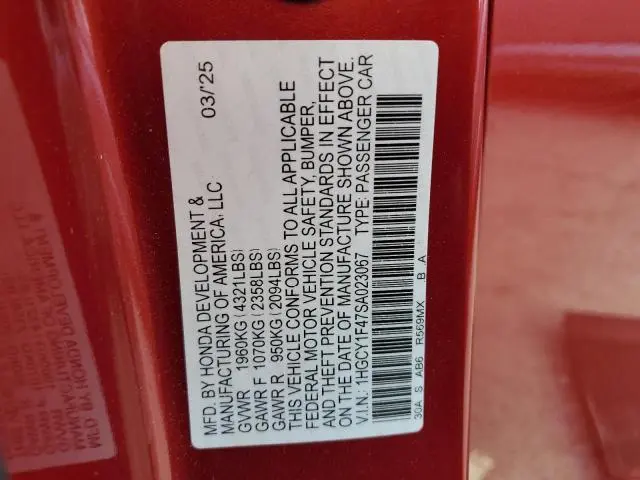 MFD. BY HONDA DEVELOPMENT & 03/'25
MANUFACTURING OF AMERICA, LLC
GVWR 1960KG(4321LBS)
GAWR F 1070KG(2358LBS)
GAWR R 950KG(2094LBS)
THIS VEHICLE CONFORMS TO ALL APPLICABLE
FEDERAL MOTOR VEHICLE SAFETY, BUMPER,
AND THEFT PREVENTION STANDARDS IN EFFECT
ON THE DATE OF MANUFACTURE SHOWN ABOVE.
V.I.N.: 1HGCY1F47SA023067 TYPE: PASSENGER CAR
30A S AB6 R569MX B A